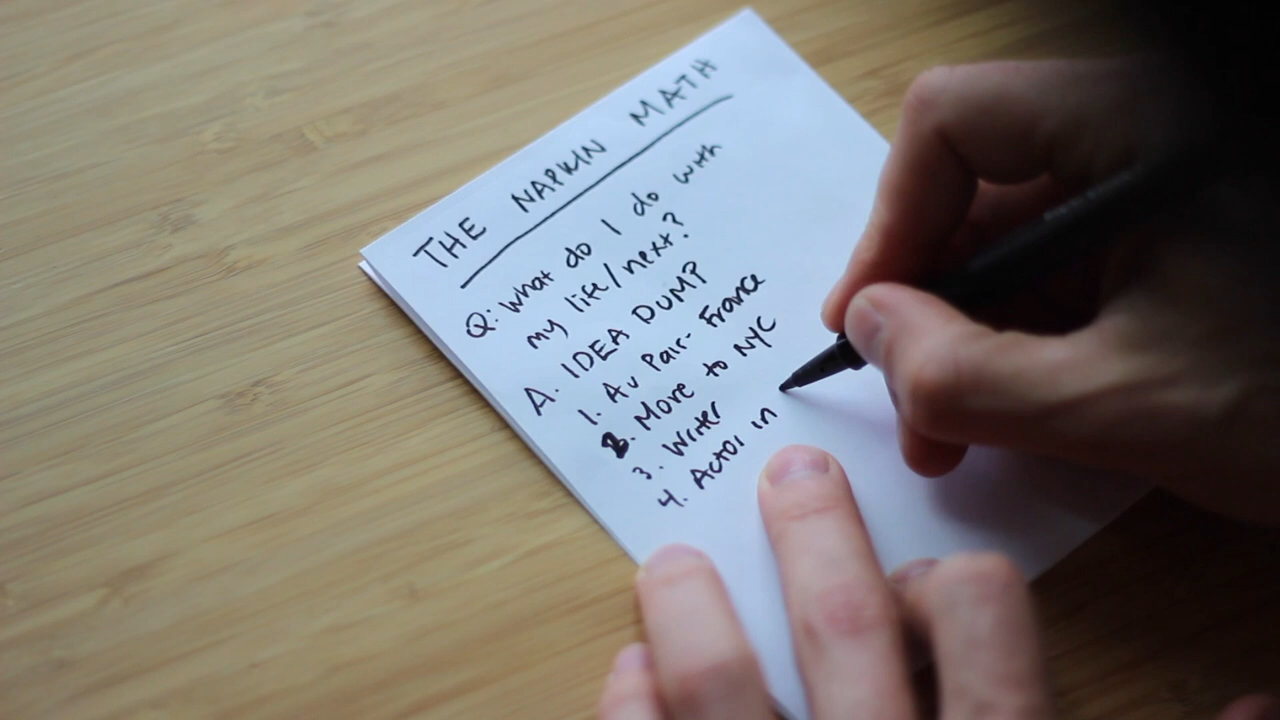 THE NAPKIN MATH
Q: What do I do with
my life/next?
A. IDEA DUMP
1. Au Pair- France
2. Move to NYC
3. Writer
4. Actor in